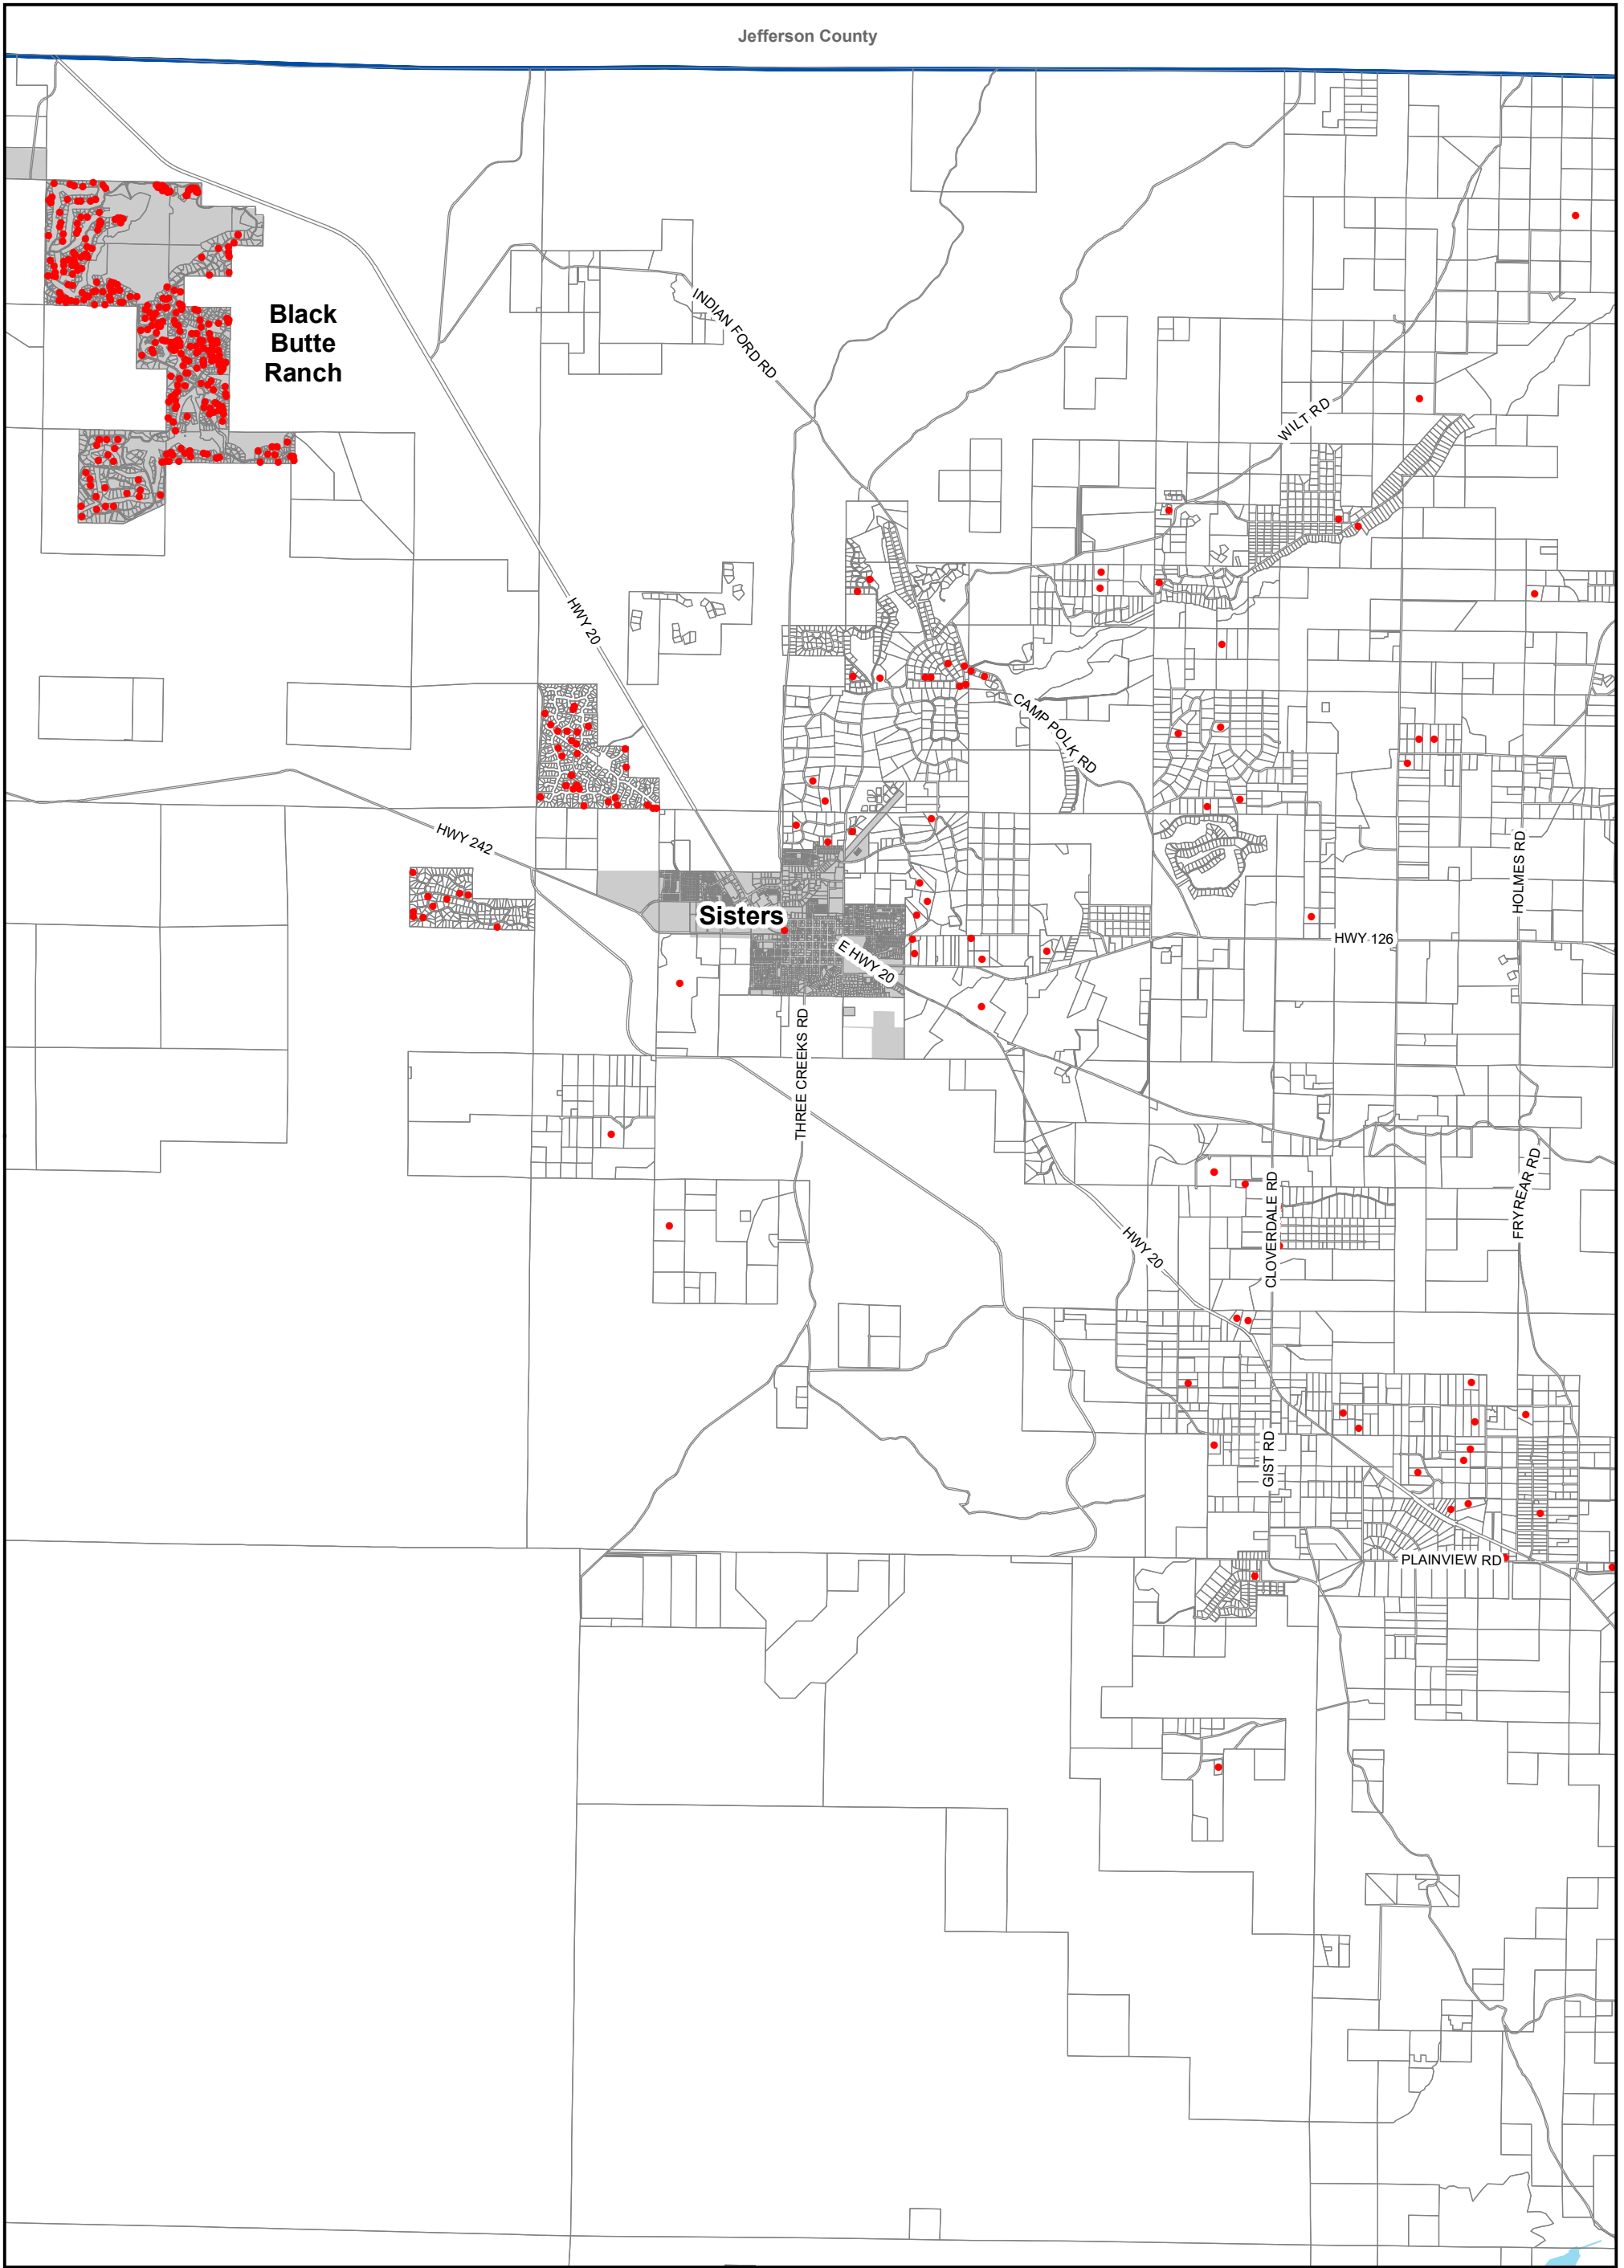 Jefferson County
Black
Butte
Ranch
INDIAN FORD RD
WILT RD
HWY 20
CAMP POLK RD
HWY 242
HOLMES RD
Sisters
HWY 126
E HWY 20
THREE CREEKS RD
FRYREAR RD
CLOVERDALE RD
HWY 20
GIST RD
PLAINVIEW RD